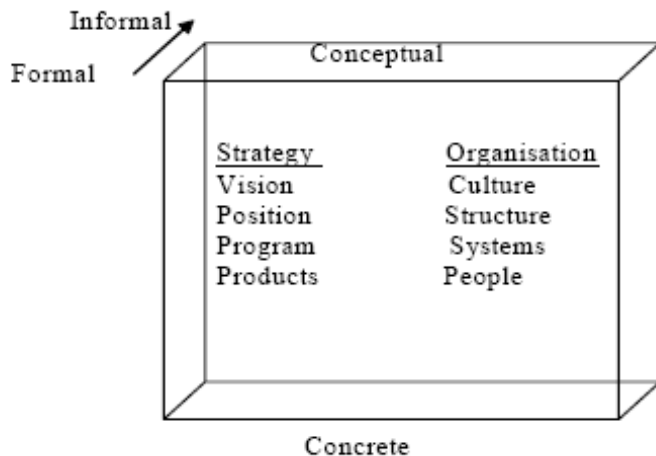 Informal
Formal
Conceptual
Strategy Organisation
Vision Culture
Position Structure
Program Systems
Products People
Concrete